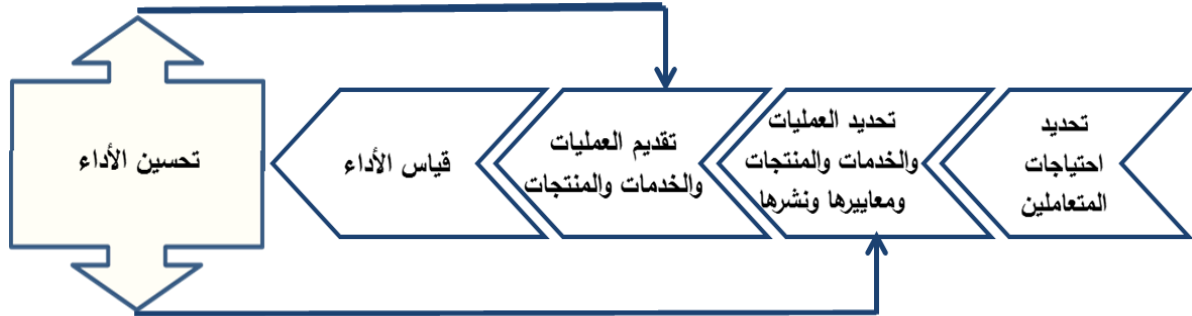 تحديد
احتياجات
المتعاملين
تحديد العمليات
والخدمات والمنتجات
ومعاييرها ونشرها
تقديم العمليات
والخدمات والمنتجات
قياس الأداء
تحسين الأداء